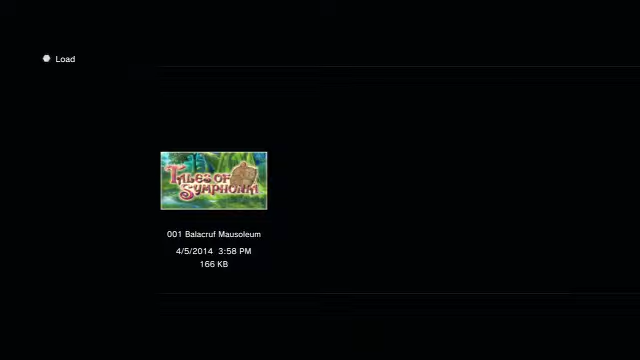 Load
TALES OF
SYMPHONIA
001 Balacruf Mausoleum
4/5/2014 3:58 PM
166 KB